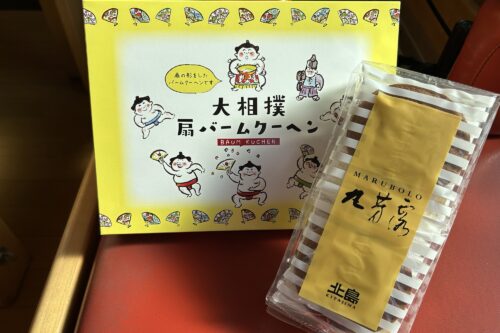 扇の形をした
バームクーヘンです
大相撲
扇バームクーヘン
BAUM KUCHEN
MARUBOLO
丸芳露
北島
KITAJIMA